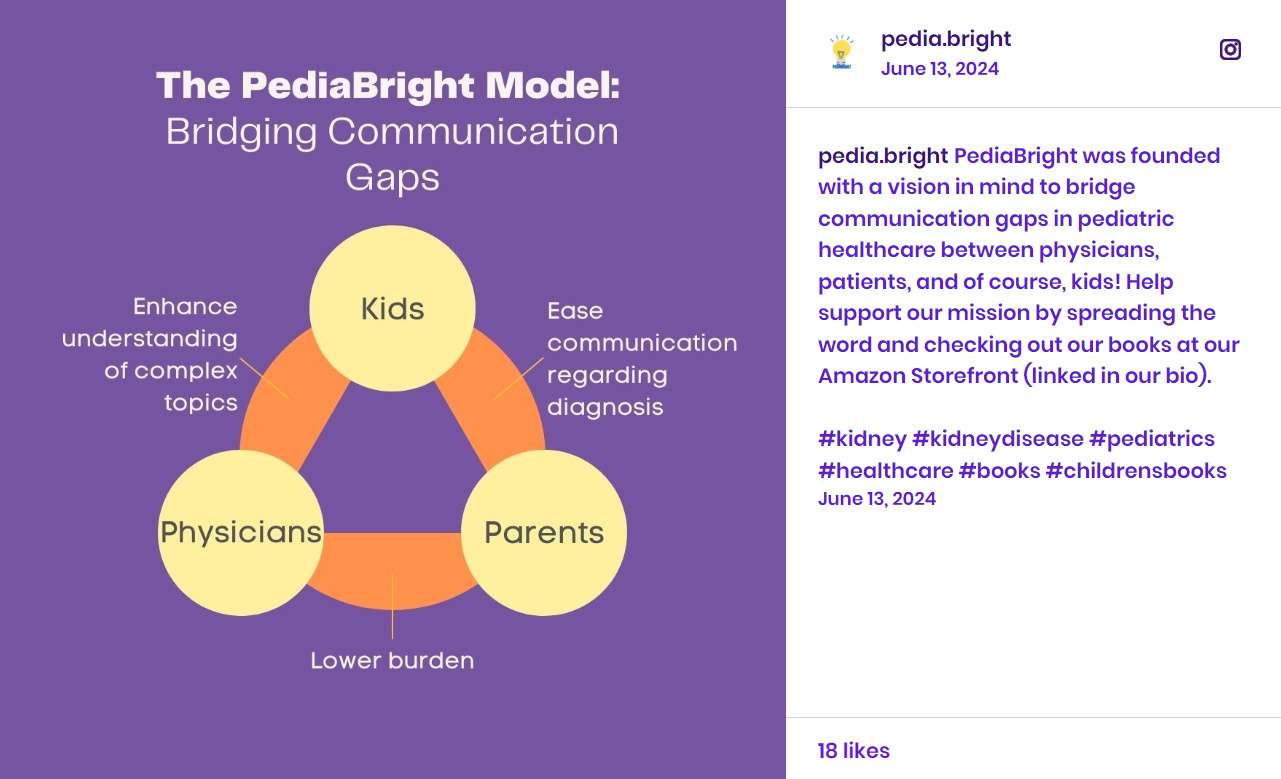 The PediaBright Model:
Bridging Communication
Gaps
Kids
Enhance
understanding
of complex
topics
Ease
communication
regarding
diagnosis
Physicians
Parents
Lower burden
pedia.bright
June 13, 2024
pedia.bright PediaBright was founded
with a vision in mind to bridge
communication gaps in pediatric
healthcare between physicians,
patients, and of course, kids! Help
support our mission by spreading the
word and checking out our books at our
Amazon Storefront (linked in our bio).
#kidney #kidneydisease #pediatrics
#healthcare #books #childrensbooks
June 13, 2024
18 likes